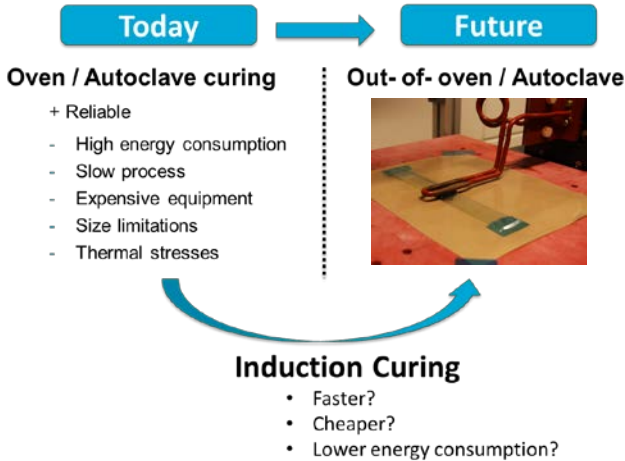 Today
Future
Oven / Autoclave curing
+ Reliable
- High energy consumption
- Slow process
- Expensive equipment
- Size limitations
- Thermal stresses
Out- of- oven / Autoclave
Induction Curing
• Faster?
• Cheaper?
• Lower energy consumption?